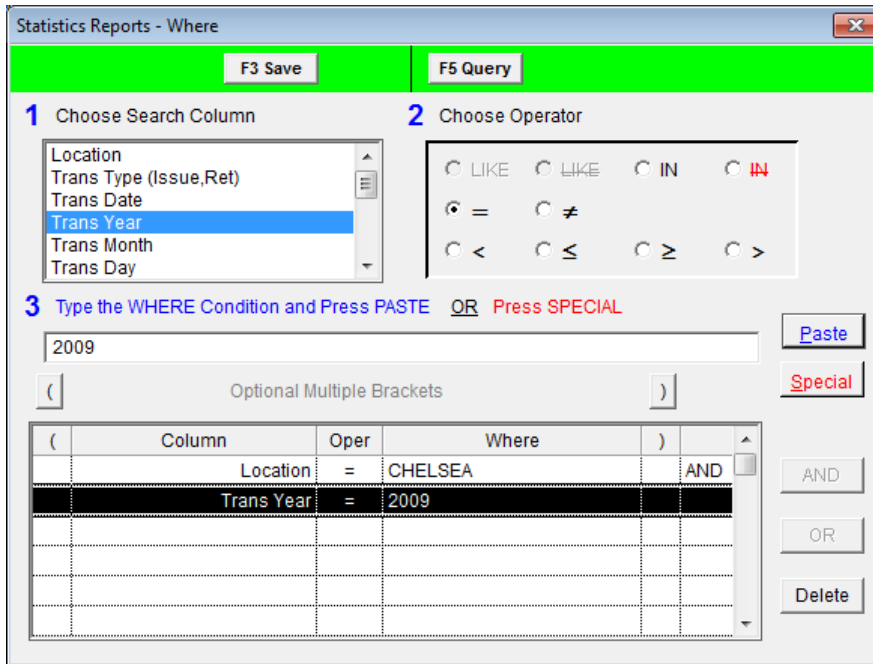 Statistics Reports - Where
F3 Save F5 Query
1 Choose Search Column
Location
Trans Type (Issue,Ret)
Trans Date
Trans Year
Trans Month
Trans Day
2 Choose Operator
LIKE LIKE IN IN
= ≠
< ≤ ≥ >
3 Type the WHERE Condition and Press PASTE OR Press SPECIAL
2009
Paste
Special
( Optional Multiple Brackets )
( Column Oper Where )
Location = CHELSEA AND
Trans Year = 2009
AND
OR
Delete